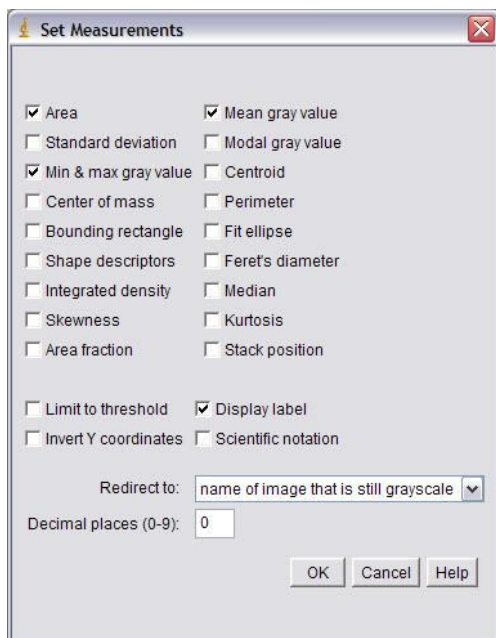 Set Measurements
Area Mean gray value
Standard deviation Modal gray value
Min & max gray value Centroid
Center of mass Perimeter
Bounding rectangle Fit ellipse
Shape descriptors Feret's diameter
Integrated density Median
Skewness Kurtosis
Area fraction Stack position
Limit to threshold Display label
Invert Y coordinates Scientific notation
Redirect to: name of image that is still grayscale
Decimal places (0-9): 0
OK Cancel Help